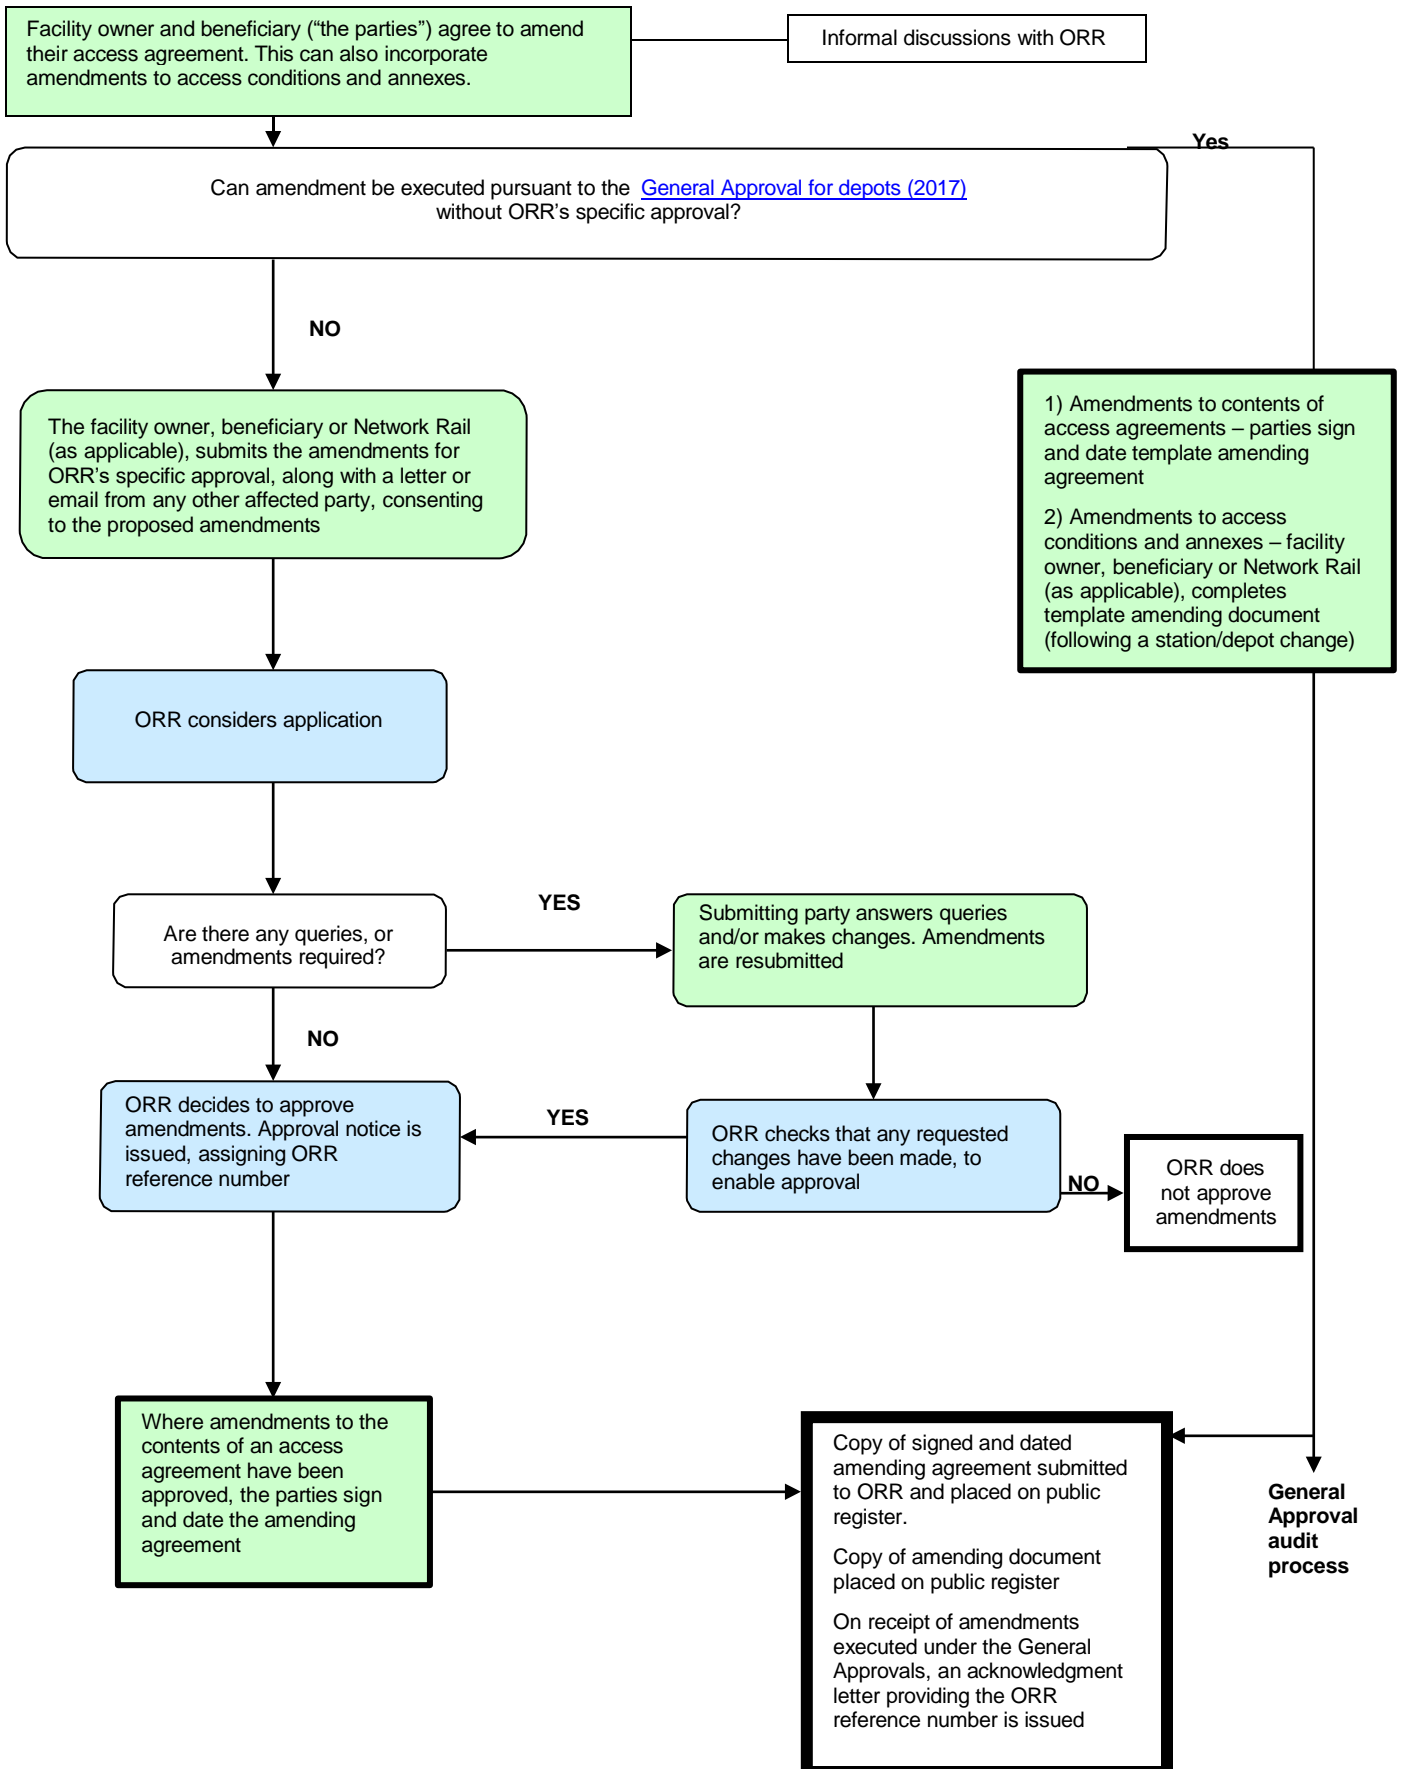 Facility owner and beneficiary (“the parties”) agree to amend
their access agreement. This can also incorporate
amendments to access conditions and annexes.
Informal discussions with ORR
Yes
Can amendment be executed pursuant to the General Approval for depots (2017)
without ORR’s specific approval?
NO
The facility owner, beneficiary or Network Rail
(as applicable), submits the amendments for
ORR’s specific approval, along with a letter or
email from any other affected party, consenting
to the proposed amendments
1) Amendments to contents of
access agreements – parties sign
and date template amending
agreement
2) Amendments to access
conditions and annexes – facility
owner, beneficiary or Network Rail
(as applicable), completes
template amending document
(following a station/depot change)
ORR considers application
Are there any queries, or
amendments required?
YES
Submitting party answers queries
and/or makes changes. Amendments
are resubmitted
NO
ORR decides to approve
amendments. Approval notice is
issued, assigning ORR
reference number
YES
ORR checks that any requested
changes have been made, to
enable approval
NO
ORR does
not approve
amendments
Where amendments to the
contents of an access
agreement have been
approved, the parties sign
and date the amending
agreement
Copy of signed and dated
amending agreement submitted
to ORR and placed on public
register.
Copy of amending document
placed on public register
On receipt of amendments
executed under the General
Approvals, an acknowledgment
letter providing the ORR
reference number is issued
General
Approval
audit
process